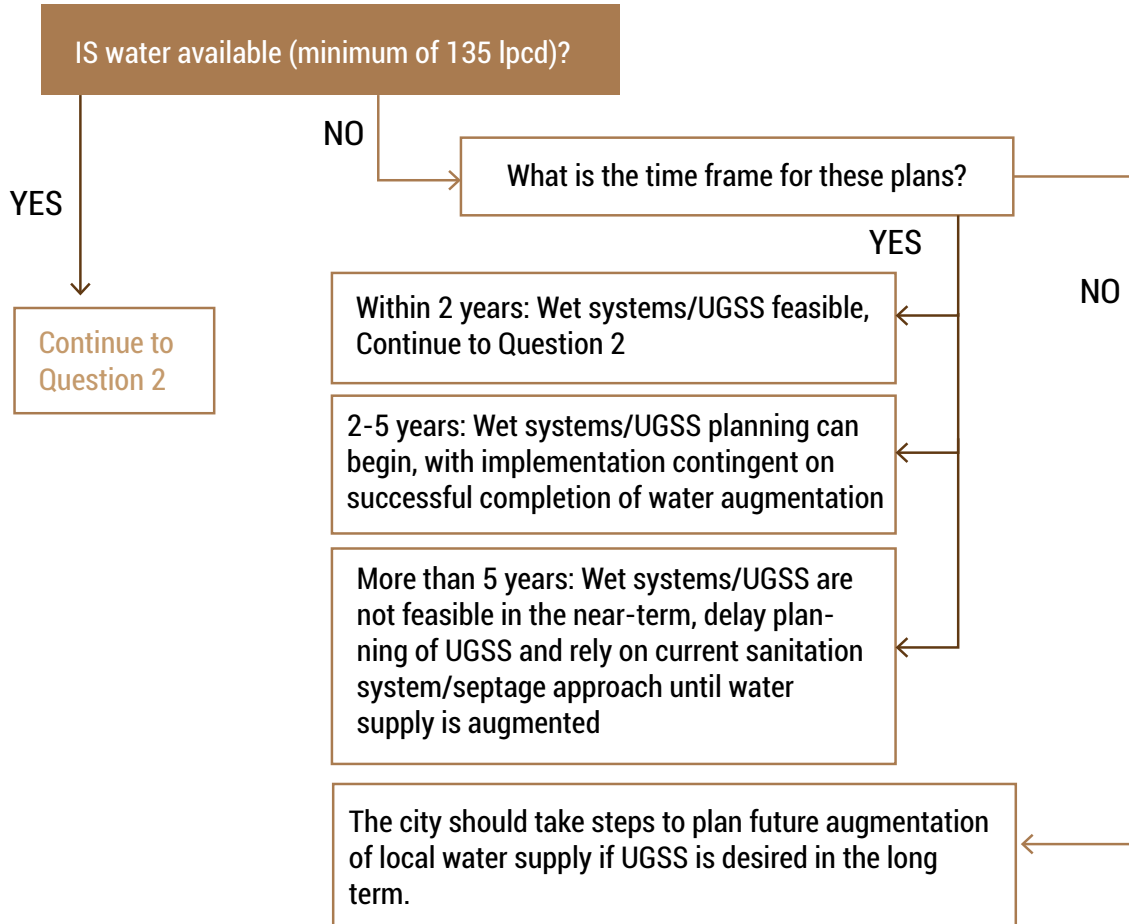 IS water available (minimum of 135 lpcd)?
NO
What is the time frame for these plans?
YES
YES
NO
Continue to
Question 2
Within 2 years: Wet systems/UGSS feasible,
Continue to Question 2
2-5 years: Wet systems/UGSS planning can
begin, with implementation contingent on
successful completion of water augmentation
More than 5 years: Wet systems/UGSS are
not feasible in the near-term, delay plan-
ning of UGSS and rely on current sanitation
system/septage approach until water
supply is augmented
The city should take steps to plan future augmentation
of local water supply if UGSS is desired in the long
term.